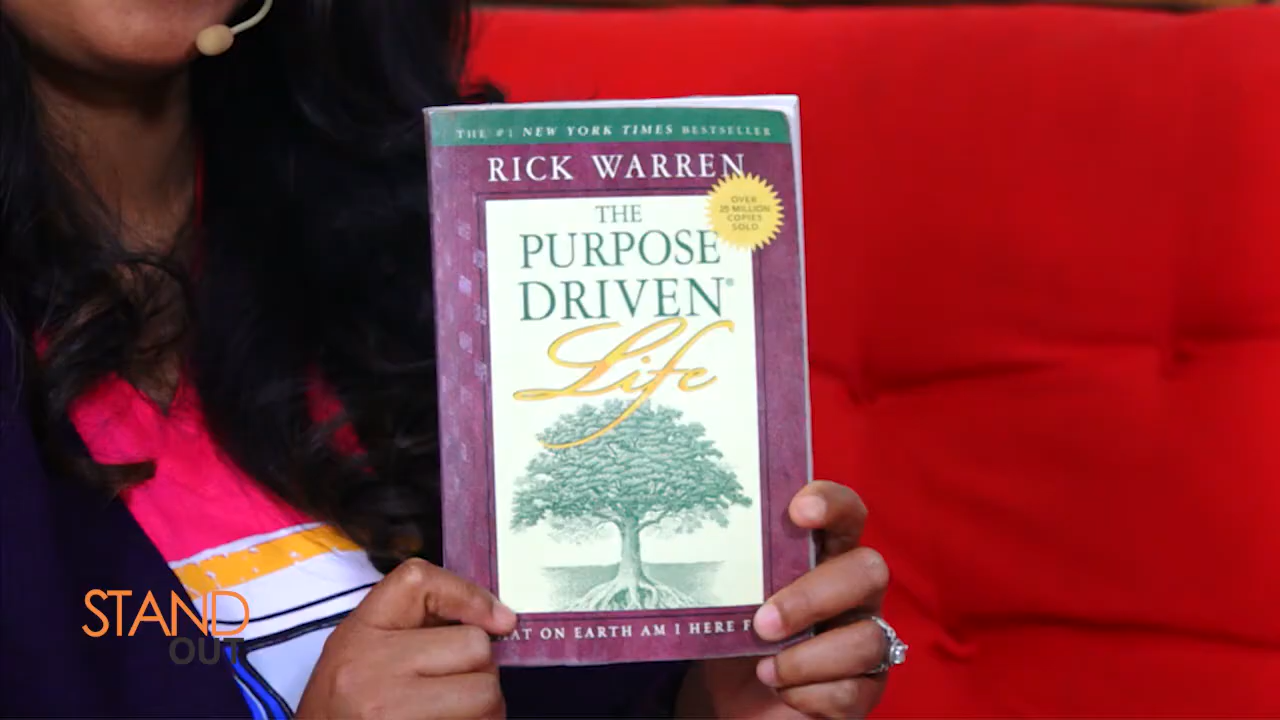 THE #1 NEW YORK TIMES BESTSELLER
RICK WARREN
OVER
25 MILLION
COPIES
SOLD
THE
PURPOSE
DRIVEN®
Life
AT ON EARTH AM I HERE F
STAND
OUT